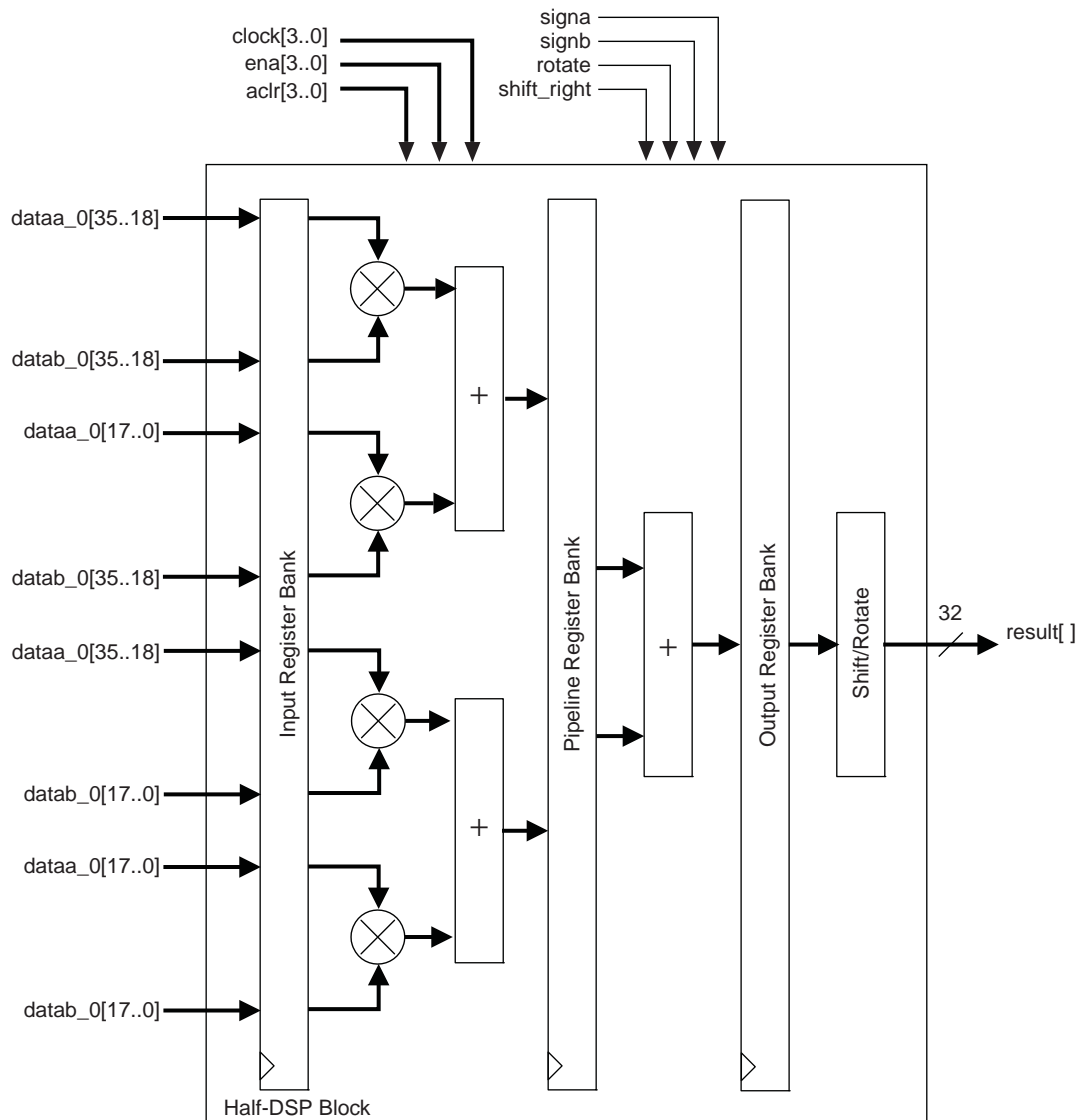 signa
clock[3..0]
signb
ena[3..0]
rotate
aclr[3..0]
shift_right
dataa_0[35..18]
datab_0[35..18]
+
dataa_0[17..0]
datab_0[35..18]
Input Register Bank
Pipeline Register Bank
Output Register Bank
Shift/Rotate
32
result[ ]
dataa_0[35..18]
+
datab_0[17..0]
+
dataa_0[17..0]
datab_0[17..0]
Half-DSP Block